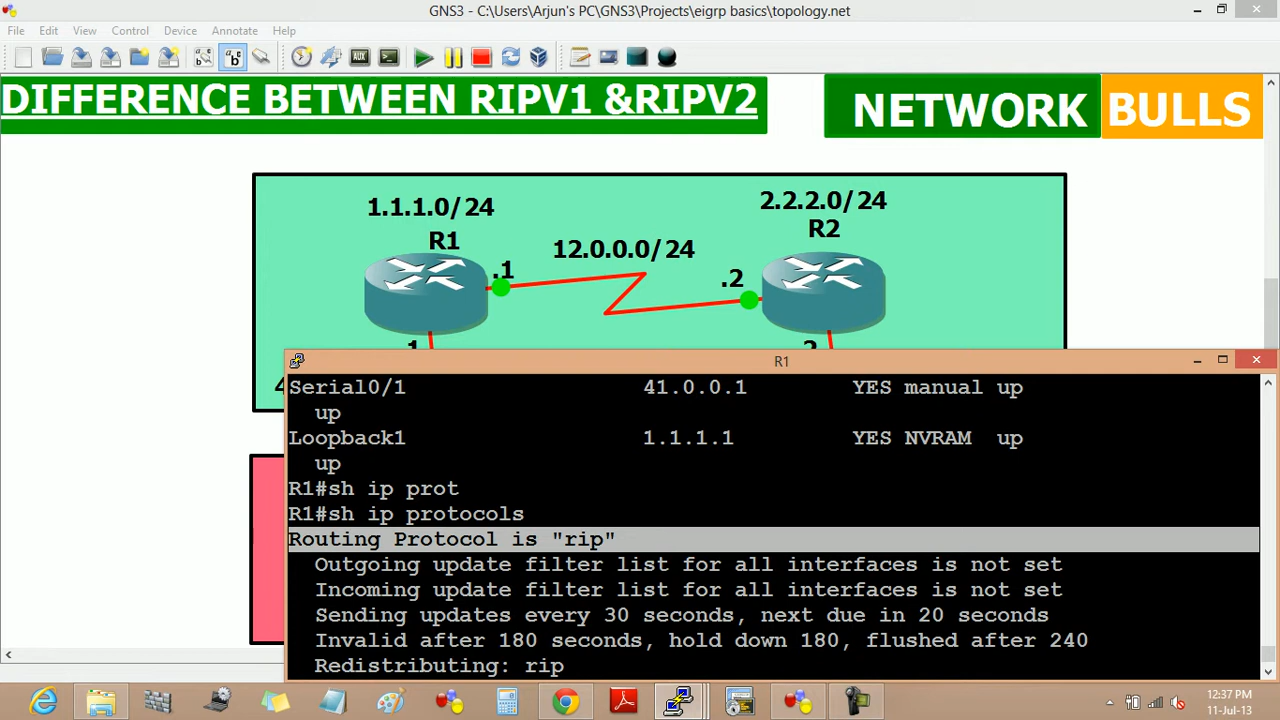 GNS3 - C:\Users\Arjun's PC\GNS3\Projects\eigrp basics\topology.net
File Edit View Control Device Annotate Help
AUX
DIFFERENCE BETWEEN RIPV1 &RIPV2
NETWORK BULLS
1.1.1.0/24
2.2.2.0/24
R1
R2
12.0.0.0/24
.1
.2
R1
Serial0/1 41.0.0.1 YES manual up
up
Loopback1 1.1.1.1 YES NVRAM up
up
R1#sh ip prot
R1#sh ip protocols
Routing Protocol is "rip"
Outgoing update filter list for all interfaces is not set
Incoming update filter list for all interfaces is not set
Sending updates every 30 seconds, next due in 20 seconds
Invalid after 180 seconds, hold down 180, flushed after 240
Redistributing: rip
12:37 PM
11-Jul-13